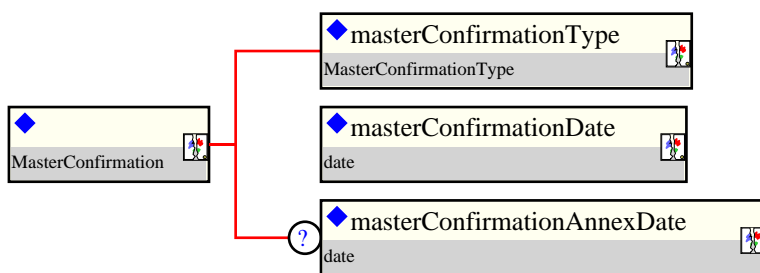 masterConfirmationType
MasterConfirmationType
MasterConfirmation
masterConfirmationDate
date
?
masterConfirmationAnnexDate
date